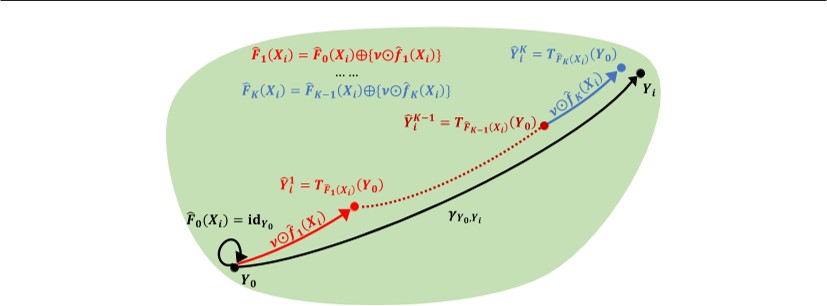 F̂₁(Xᵢ) = F̂₀(Xᵢ)⊕{ν⊙f̂₁(Xᵢ)}
... ...
F̂_K(Xᵢ) = F̂_{K−1}(Xᵢ)⊕{ν⊙f̂_K(Xᵢ)}
Ŷᵢᴷ = T_{F̂_K(Xᵢ)}(Y₀)
ν⊙f̂_K(Xᵢ)
Yᵢ
Ŷᵢᴷ⁻¹ = T_{F̂_{K−1}(Xᵢ)}(Y₀)
Ŷᵢ¹ = T_{F̂₁(Xᵢ)}(Y₀)
F̂₀(Xᵢ) = id_{Y₀}
ν⊙f̂₁(Xᵢ)
γ_{Y₀,Yᵢ}
Y₀